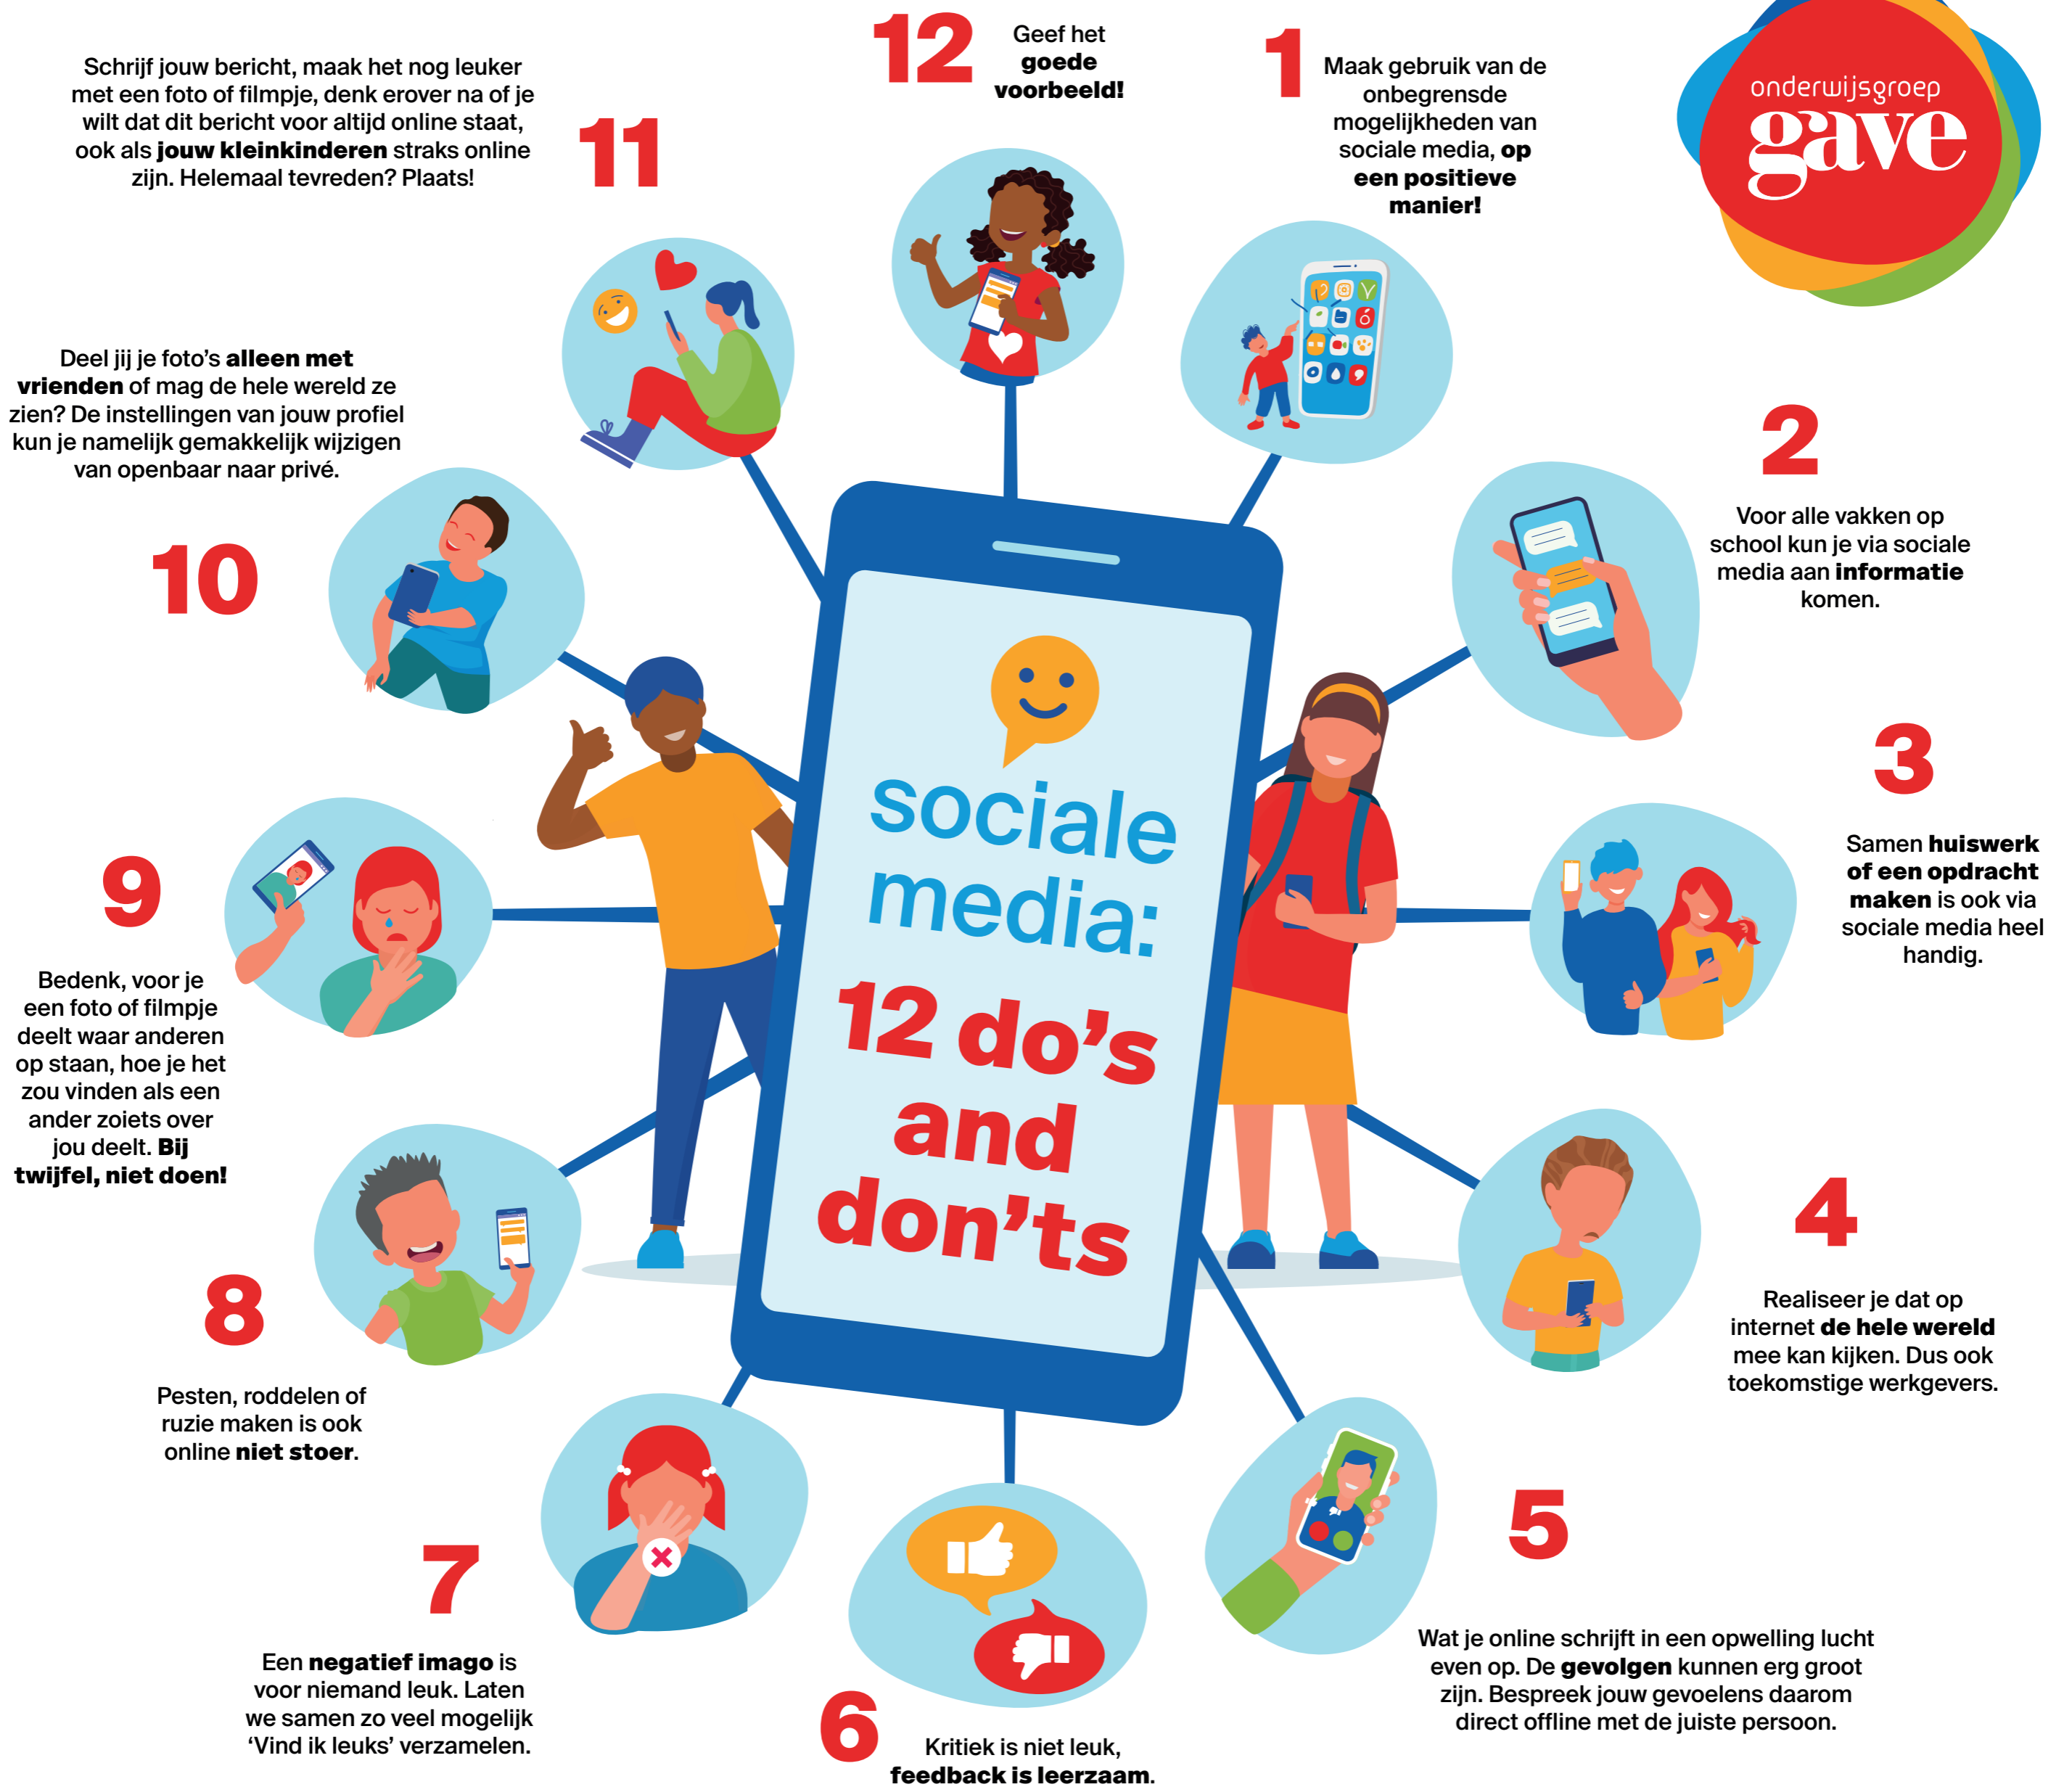 onderwijsgroep
gave
sociale
media:
12 do's
and
don'ts
1
Maak gebruik van de
onbegrensde
mogelijkheden van
sociale media, op
een positieve
manier!
2
Voor alle vakken op
school kun je via sociale
media aan informatie
komen.
3
Samen huiswerk
of een opdracht
maken is ook via
sociale media heel
handig.
4
Realiseer je dat op
internet de hele wereld
mee kan kijken. Dus ook
toekomstige werkgevers.
5
Wat je online schrijft in een opwelling lucht
even op. De gevolgen kunnen erg groot
zijn. Bespreek jouw gevoelens daarom
direct offline met de juiste persoon.
6
Kritiek is niet leuk,
feedback is leerzaam.
7
Een negatief imago is
voor niemand leuk. Laten
we samen zo veel mogelijk
‘Vind ik leuks’ verzamelen.
8
Pesten, roddelen of
ruzie maken is ook
online niet stoer.
9
Bedenk, voor je
een foto of filmpje
deelt waar anderen
op staan, hoe je het
zou vinden als een
ander zoiets over
jou deelt. Bij
twijfel, niet doen!
10
Deel jij je foto's alleen met
vrienden of mag de hele wereld ze
zien? De instellingen van jouw profiel
kun je namelijk gemakkelijk wijzigen
van openbaar naar privé.
11
Schrijf jouw bericht, maak het nog leuker
met een foto of filmpje, denk erover na of je
wilt dat dit bericht voor altijd online staat,
ook als jouw kleinkinderen straks online
zijn. Helemaal tevreden? Plaats!
12
Geef het
goede
voorbeeld!